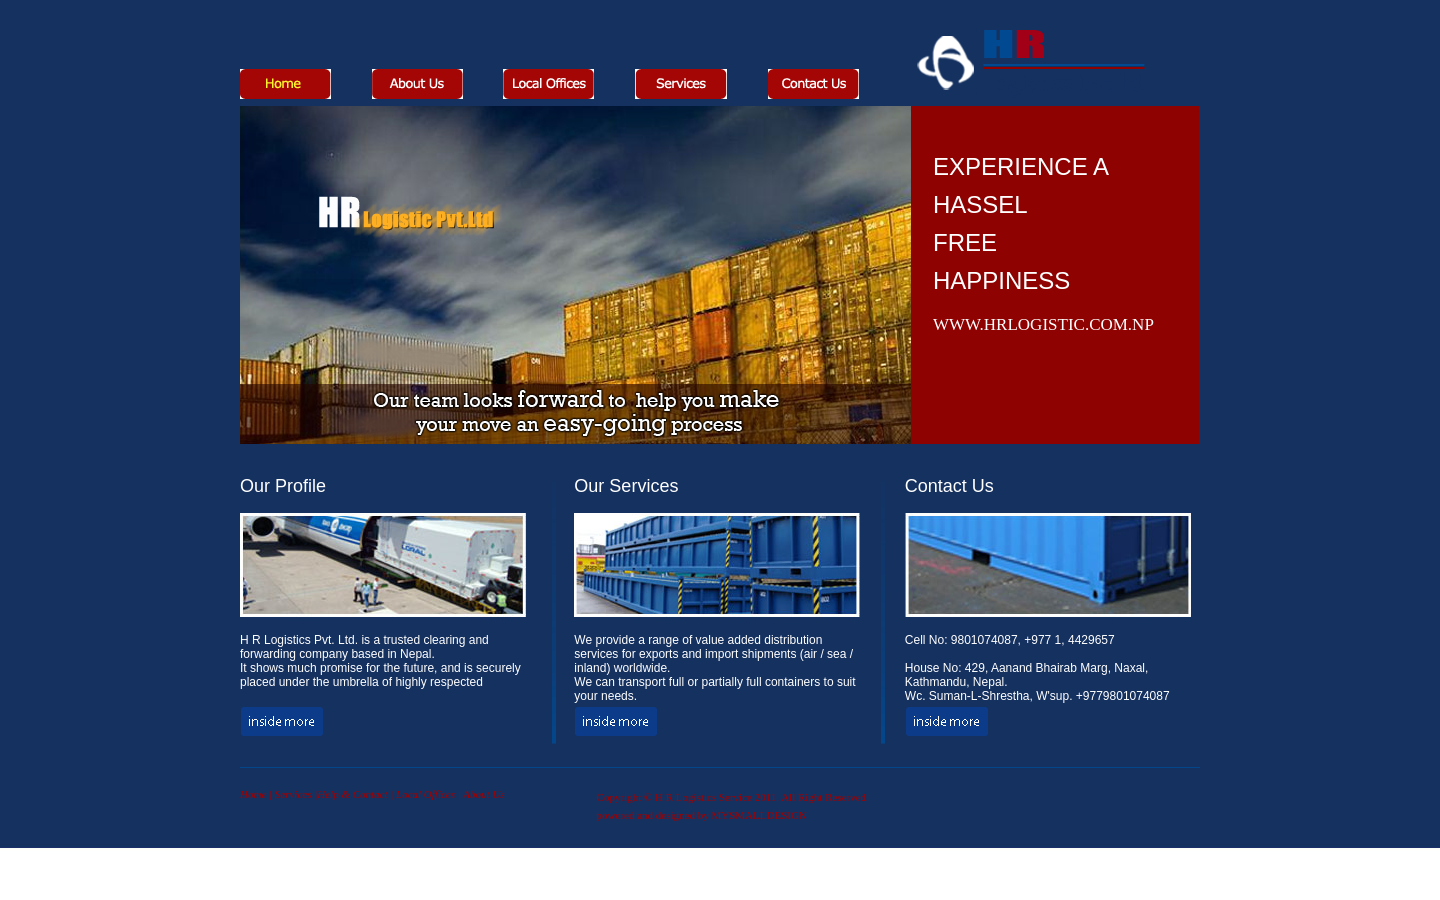 HR
Home
About Us
Local Offices
Services
Contact Us
HR Logistic Pvt.Ltd
Our team looks forward to help you make
your move an easy-going process
EXPERIENCE A
HASSEL
FREE
HAPPINESS
WWW.HRLOGISTIC.COM.NP
Our Profile
LORAL
H R Logistics Pvt. Ltd. is a trusted clearing and
forwarding company based in Nepal.
It shows much promise for the future, and is securely
placed under the umbrella of highly respected
inside more
Our Services
We provide a range of value added distribution
services for exports and import shipments (air / sea /
inland) worldwide.
We can transport full or partially full containers to suit
your needs.
inside more
Contact Us
Cell No: 9801074087, +977 1, 4429657
House No: 429, Aanand Bhairab Marg, Naxal,
Kathmandu, Nepal.
Wc. Suman-L-Shrestha, W'sup. +9779801074087
inside more